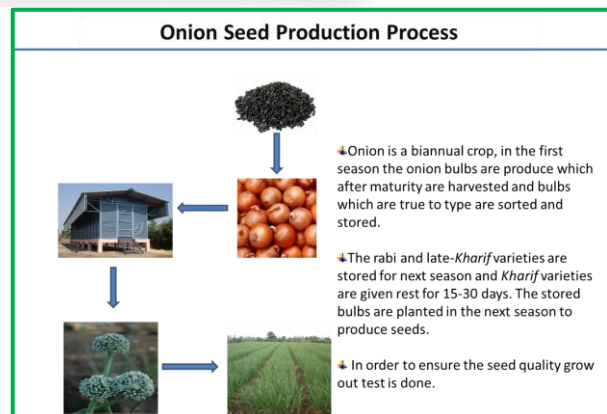 Onion Seed Production Process
Onion is a biannual crop, in the first
season the onion bulbs are produce which
after maturity are harvested and bulbs
which are true to type are sorted and
stored.
The rabi and late-Kharif varieties are
stored for next season and Kharif varieties
are given rest for 15-30 days. The stored
bulbs are planted in the next season to
produce seeds.
In order to ensure the seed quality grow
out test is done.